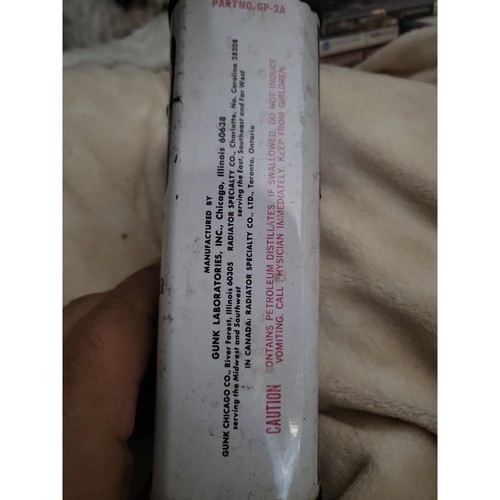 PART NO. GP-2A
MANUFACTURED BY
GUNK LABORATORIES, INC., Chicago, Illinois 60638
GUNK CHICAGO CO., River Forest, Illinois 60305 RADIATOR SPECIALTY CO., Charlotte, No. Carolina 28208
serving the Midwest and Southwest serving the East, Southeast and Far West
IN CANADA: RADIATOR SPECIALTY CO., LTD., Toronto, Ontario
CAUTION CONTAINS PETROLEUM DISTILLATES. IF SWALLOWED, DO NOT INDUCE
VOMITING. CALL PHYSICIAN IMMEDIATELY. KEEP FROM CHILDREN.